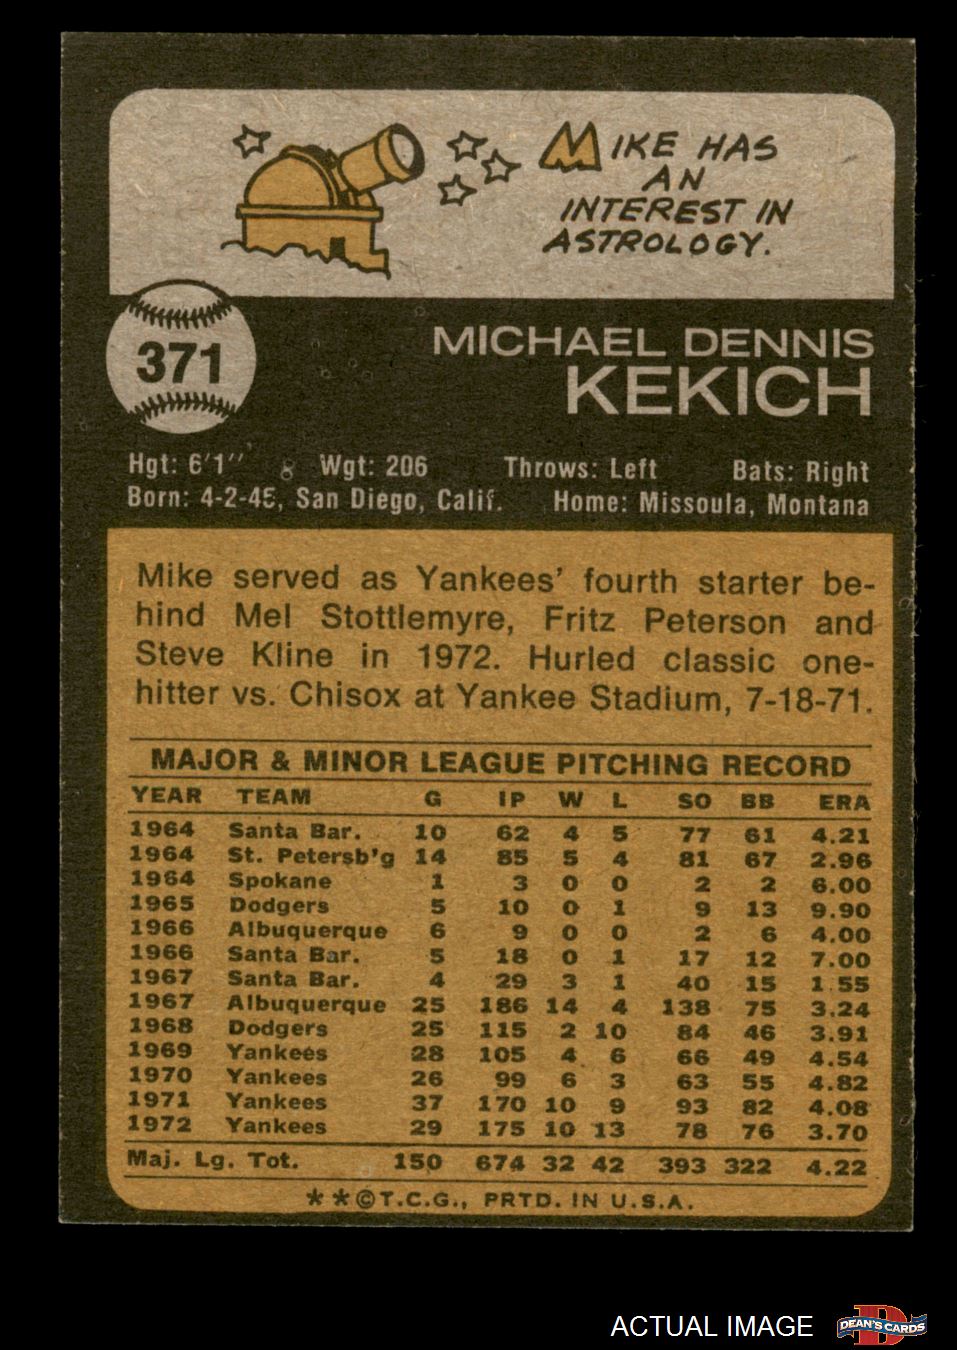 MIKE HAS
AN
INTEREST IN
ASTROLOGY.
371
MICHAEL DENNIS
KEKICH
Hgt: 6'1" Wgt: 206 Throws: Left Bats: Right
Born: 4-2-45, San Diego, Calif. Home: Missoula, Montana
Mike served as Yankees' fourth starter be-
hind Mel Stottlemyre, Fritz Peterson and
Steve Kline in 1972. Hurled classic one-
hitter vs. Chisox at Yankee Stadium, 7-18-71.
MAJOR & MINOR LEAGUE PITCHING RECORD
YEAR TEAM G IP W L SO BB ERA
1964 Santa Bar. 10 62 4 5 77 61 4.21
1964 St. Petersb'g 14 85 5 4 81 67 2.96
1964 Spokane 1 3 0 0 2 2 6.00
1965 Dodgers 5 10 0 1 9 13 9.90
1966 Albuquerque 6 9 0 0 2 6 4.00
1966 Santa Bar. 5 18 0 1 17 12 7.00
1967 Santa Bar. 4 29 3 1 40 15 1.55
1967 Albuquerque 25 186 14 4 138 75 3.24
1968 Dodgers 25 115 2 10 84 46 3.91
1969 Yankees 28 105 4 6 66 49 4.54
1970 Yankees 26 99 6 3 63 55 4.82
1971 Yankees 37 170 10 9 93 82 4.08
1972 Yankees 29 175 10 13 78 76 3.70
Maj. Lg. Tot. 150 674 32 42 393 322 4.22
**©T.C.G., PRTD. IN U.S.A.
ACTUAL IMAGE
D
DEAN'S CARDS